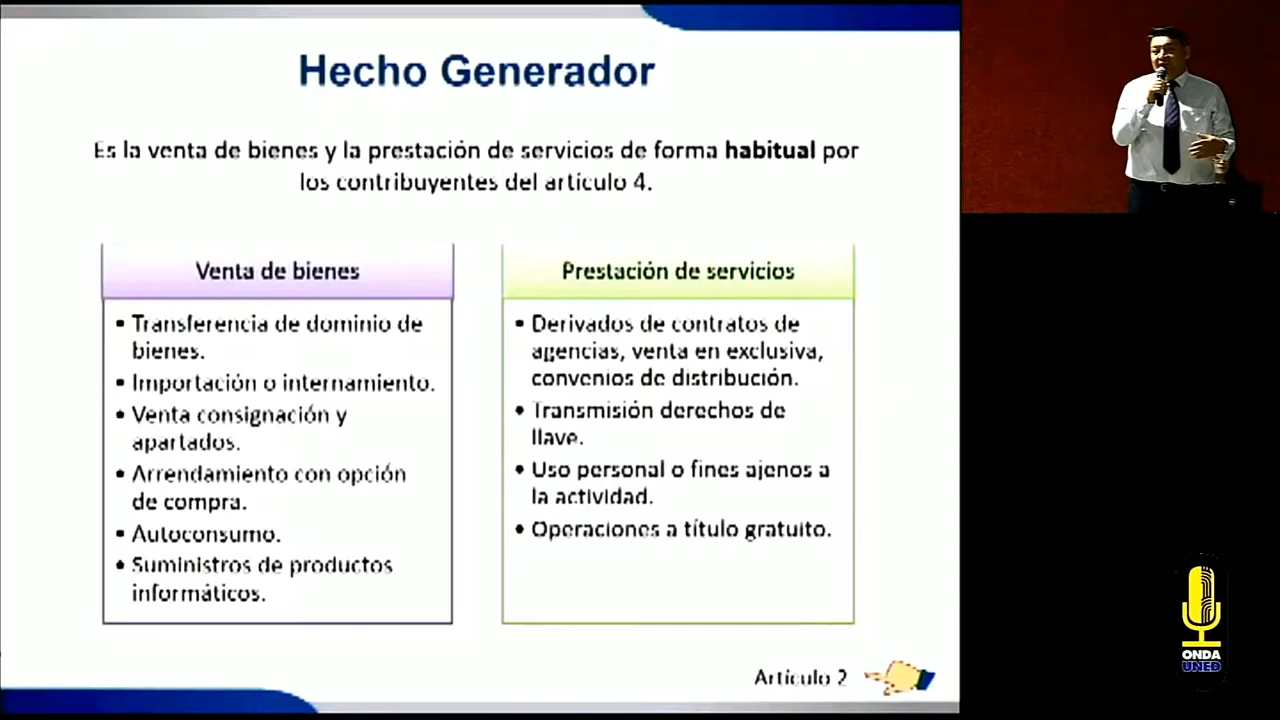 Hecho Generador
Es la venta de bienes y la prestación de servicios de forma habitual por
los contribuyentes del artículo 4.
Venta de bienes
• Transferencia de dominio de
bienes.
• Importación o internamiento.
• Venta consignación y
apartados.
• Arrendamiento con opción
de compra.
• Autoconsumo.
• Suministros de productos
informáticos.
Prestación de servicios
• Derivados de contratos de
agencias, venta en exclusiva,
convenios de distribución.
• Transmisión derechos de
llave.
• Uso personal o fines ajenos a
la actividad.
• Operaciones a título gratuito.
Artículo 2
ONDA
UNED